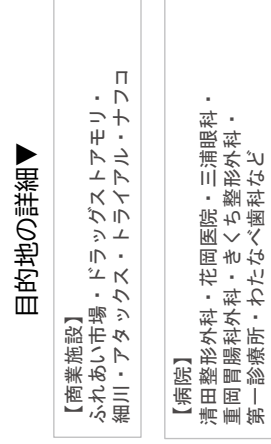 目的地の詳細▼
【商業施設】
ふれあい市場・ドラッグストアモリ・
細川・アタックス・トライアル・ナフコ
【病院】
清田整形外科・花岡医院・三浦眼科・
重岡胃腸科外科・きくち整形外科・
第一診療所・わたなべ歯科など